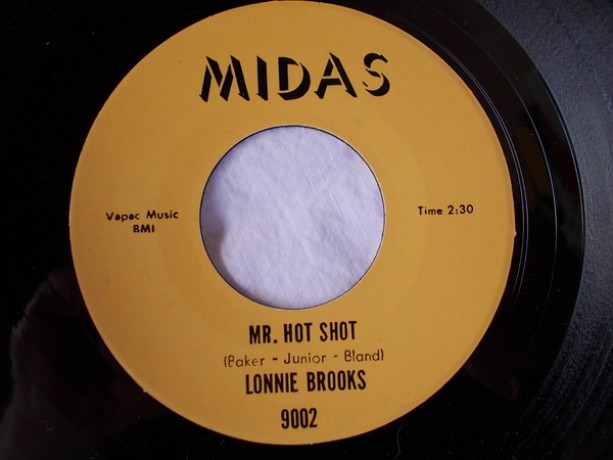 MIDAS
Vapac Music
BMI
Time 2:30
MR. HOT SHOT
(Baker - Junior - Bland)
LONNIE BROOKS
9002